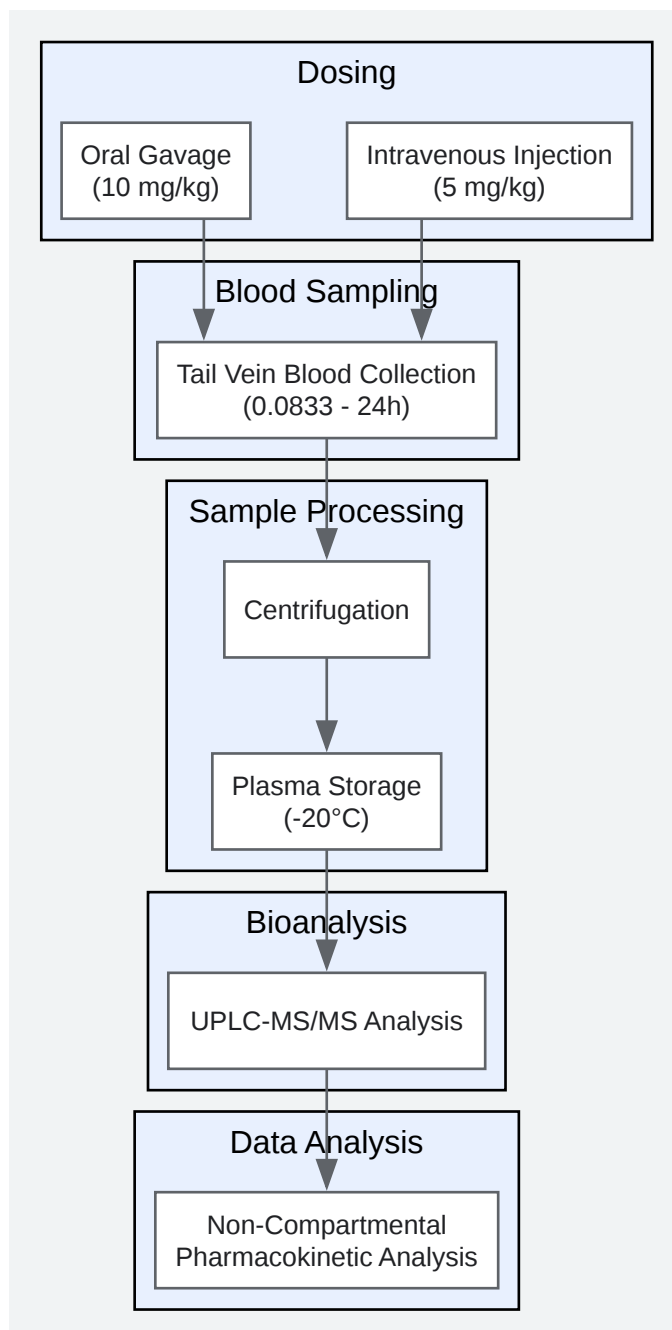 Dosing
Oral Gavage
(10 mg/kg)
Intravenous Injection
(5 mg/kg)
Blood Sampling
Tail Vein Blood Collection
(0.0833 - 24h)
Sample Processing
Centrifugation
Plasma Storage
(-20°C)
Bioanalysis
UPLC-MS/MS Analysis
Data Analysis
Non-Compartmental
Pharmacokinetic Analysis